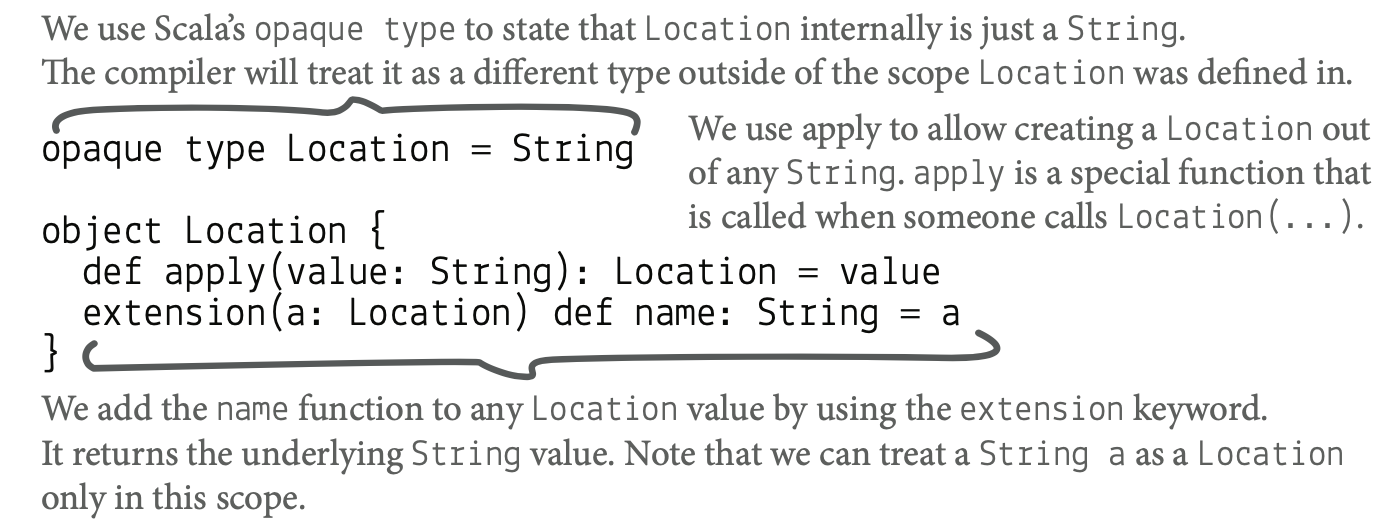 We use Scala’s opaque type to state that Location internally is just a String.
The compiler will treat it as a different type outside of the scope Location was defined in.
opaque type Location = String
We use apply to allow creating a Location out
of any String. apply is a special function that
is called when someone calls Location(...).
object Location {
  def apply(value: String): Location = value
  extension(a: Location) def name: String = a
}
We add the name function to any Location value by using the extension keyword.
It returns the underlying String value. Note that we can treat a String a as a Location
only in this scope.